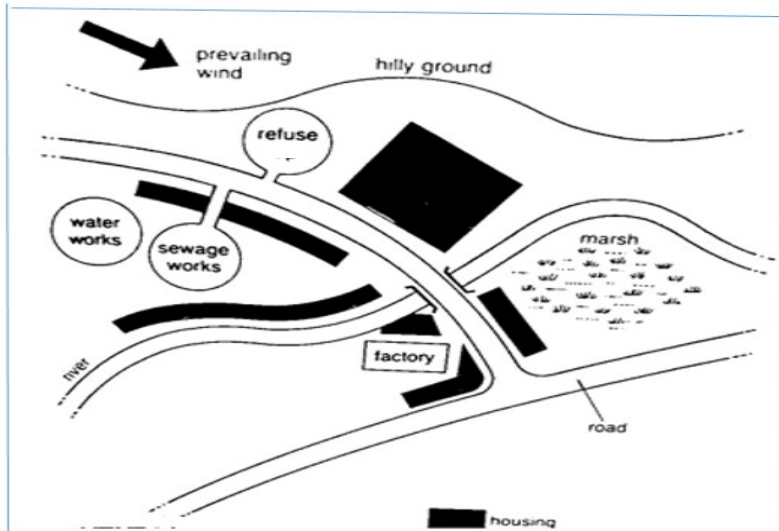 prevailing
wind
hilly ground
refuse
water
works
sewage
works
marsh
factory
river
road
housing